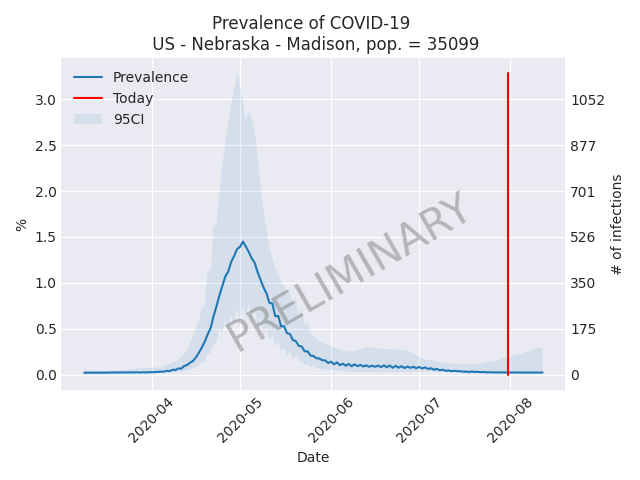 Prevalence of COVID-19
US - Nebraska - Madison, pop. = 35099
Prevalence
Today
95CI
3.0
2.5
2.0
1.5
1.0
0.5
0.0
%
1052
877
701
526
350
175
0
# of infections
PRELIMINARY
2020-04
2020-05
2020-06
2020-07
2020-08
Date